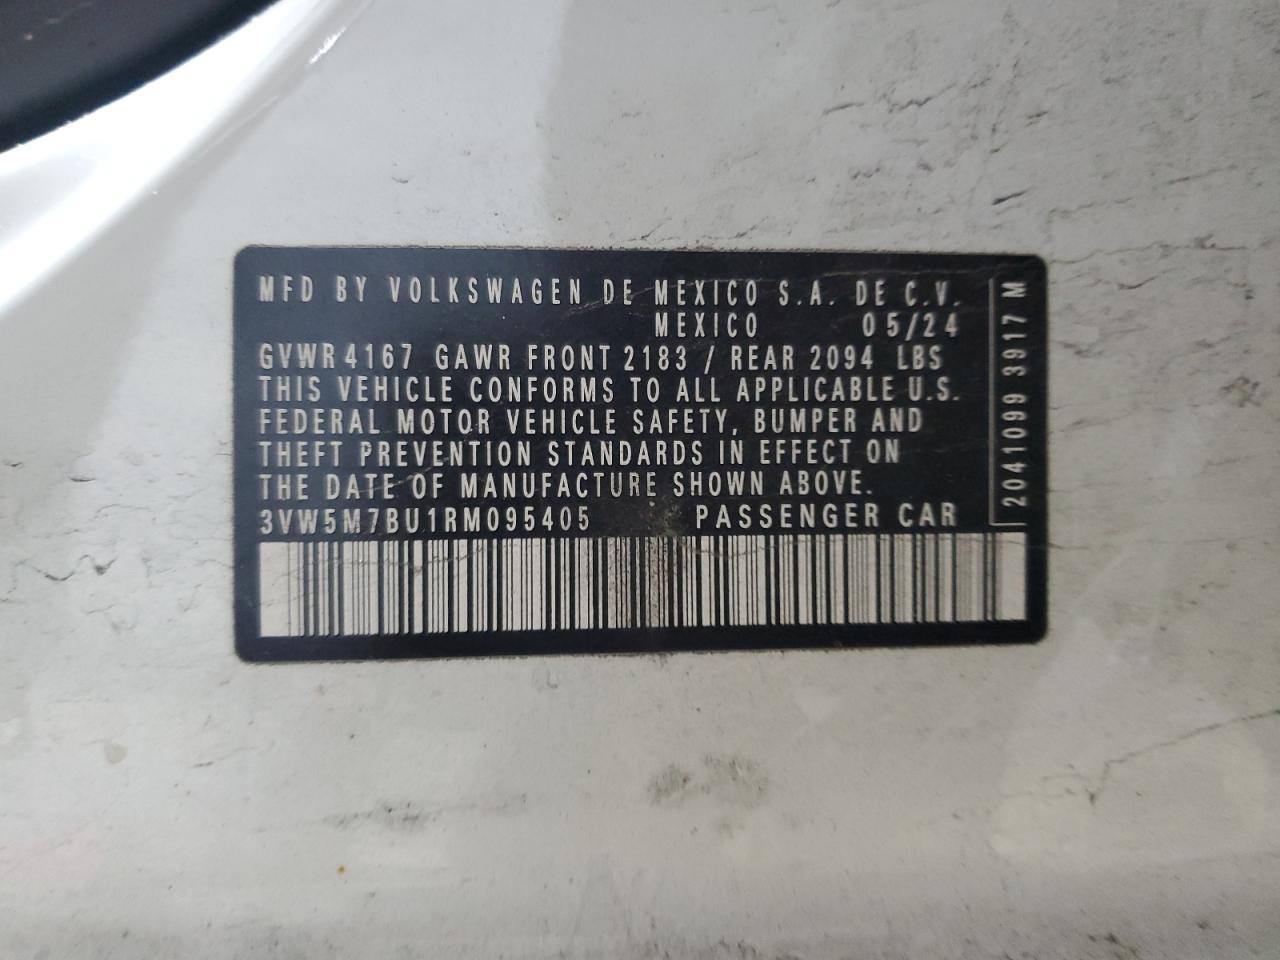 MFD BY VOLKSWAGEN DE MEXICO S.A. DE C.V.
MEXICO 05/24
GVWR 4167 GAWR FRONT 2183 / REAR 2094 LBS
THIS VEHICLE CONFORMS TO ALL APPLICABLE U.S.
FEDERAL MOTOR VEHICLE SAFETY, BUMPER AND
THEFT PREVENTION STANDARDS IN EFFECT ON
THE DATE OF MANUFACTURE SHOWN ABOVE.
3VW5M7BU1RM095405 PASSENGER CAR
2041099 3917 M